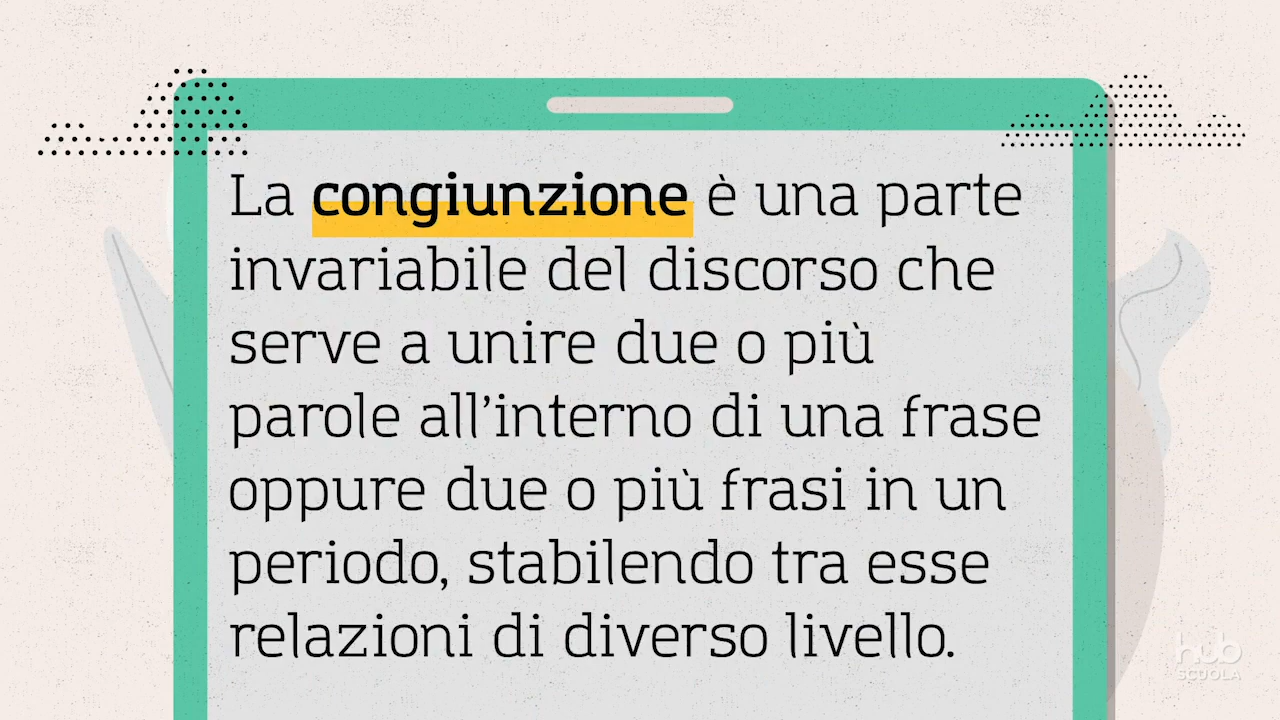 La congiunzione è una parte
invariabile del discorso che
serve a unire due o più
parole all’interno di una frase
oppure due o più frasi in un
periodo, stabilendo tra esse
relazioni di diverso livello.
hub
SCUOLA